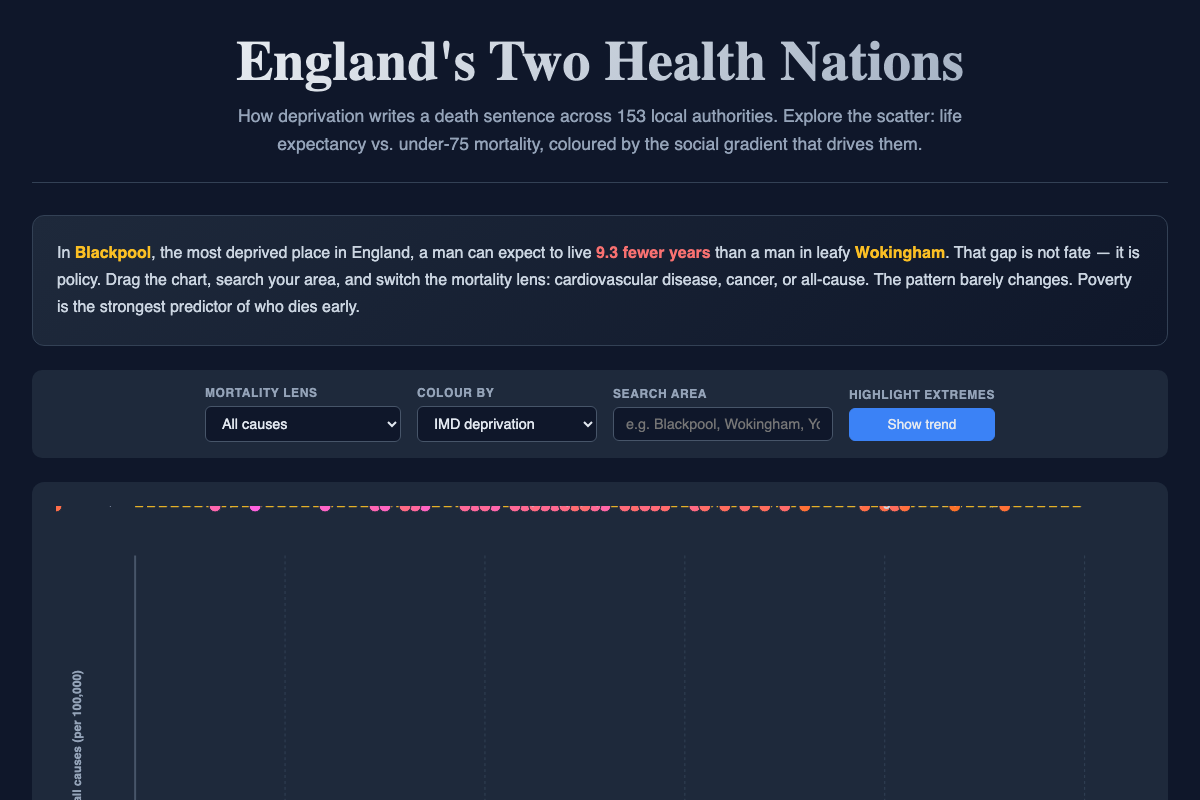 England's Two Health Nations
How deprivation writes a death sentence across 153 local authorities. Explore the scatter: life
expectancy vs. under-75 mortality, coloured by the social gradient that drives them.
In Blackpool, the most deprived place in England, a man can expect to live 9.3 fewer years than a man in leafy Wokingham. That gap is not fate — it is
policy. Drag the chart, search your area, and switch the mortality lens: cardiovascular disease, cancer, or all-cause. The pattern barely changes. Poverty
is the strongest predictor of who dies early.
MORTALITY LENS
All causes
COLOUR BY
IMD deprivation
SEARCH AREA
e.g. Blackpool, Wokingham, Yo
HIGHLIGHT EXTREMES
Show trend
all causes (per 100,000)